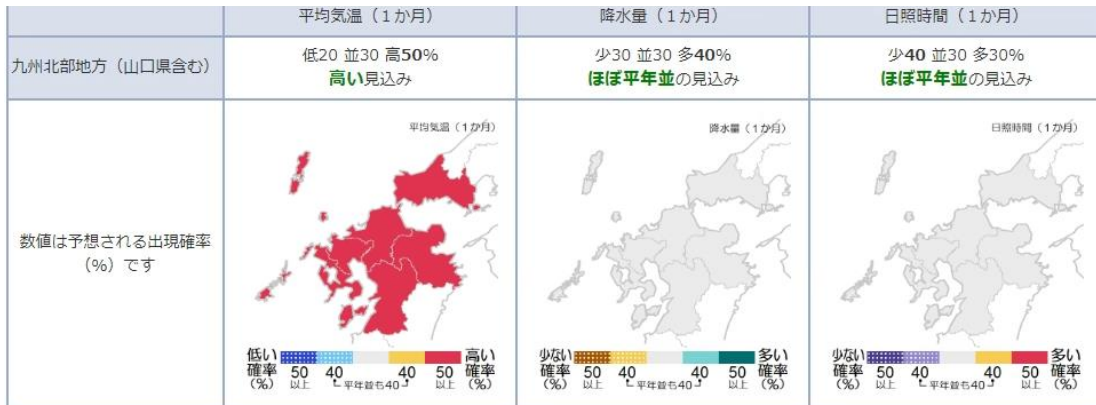 平均気温（１か月）
降水量（１か月）
日照時間（１か月）
九州北部地方（山口県含む）
低20 並30 高50%
高い見込み
少30 並30 多40%
ほぼ平年並の見込み
少40 並30 多30%
ほぼ平年並の見込み
数値は予想される出現確率
（%）です
平均気温（１か月）
低い
確率
(%)
50
以上
40
平年並も40
40
50
以上
高い
確率
(%)
降水量（１か月）
少ない
確率
(%)
50
以上
40
平年並も40
40
50
以上
多い
確率
(%)
日照時間（１か月）
少ない
確率
(%)
50
以上
40
平年並も40
40
50
以上
多い
確率
(%)